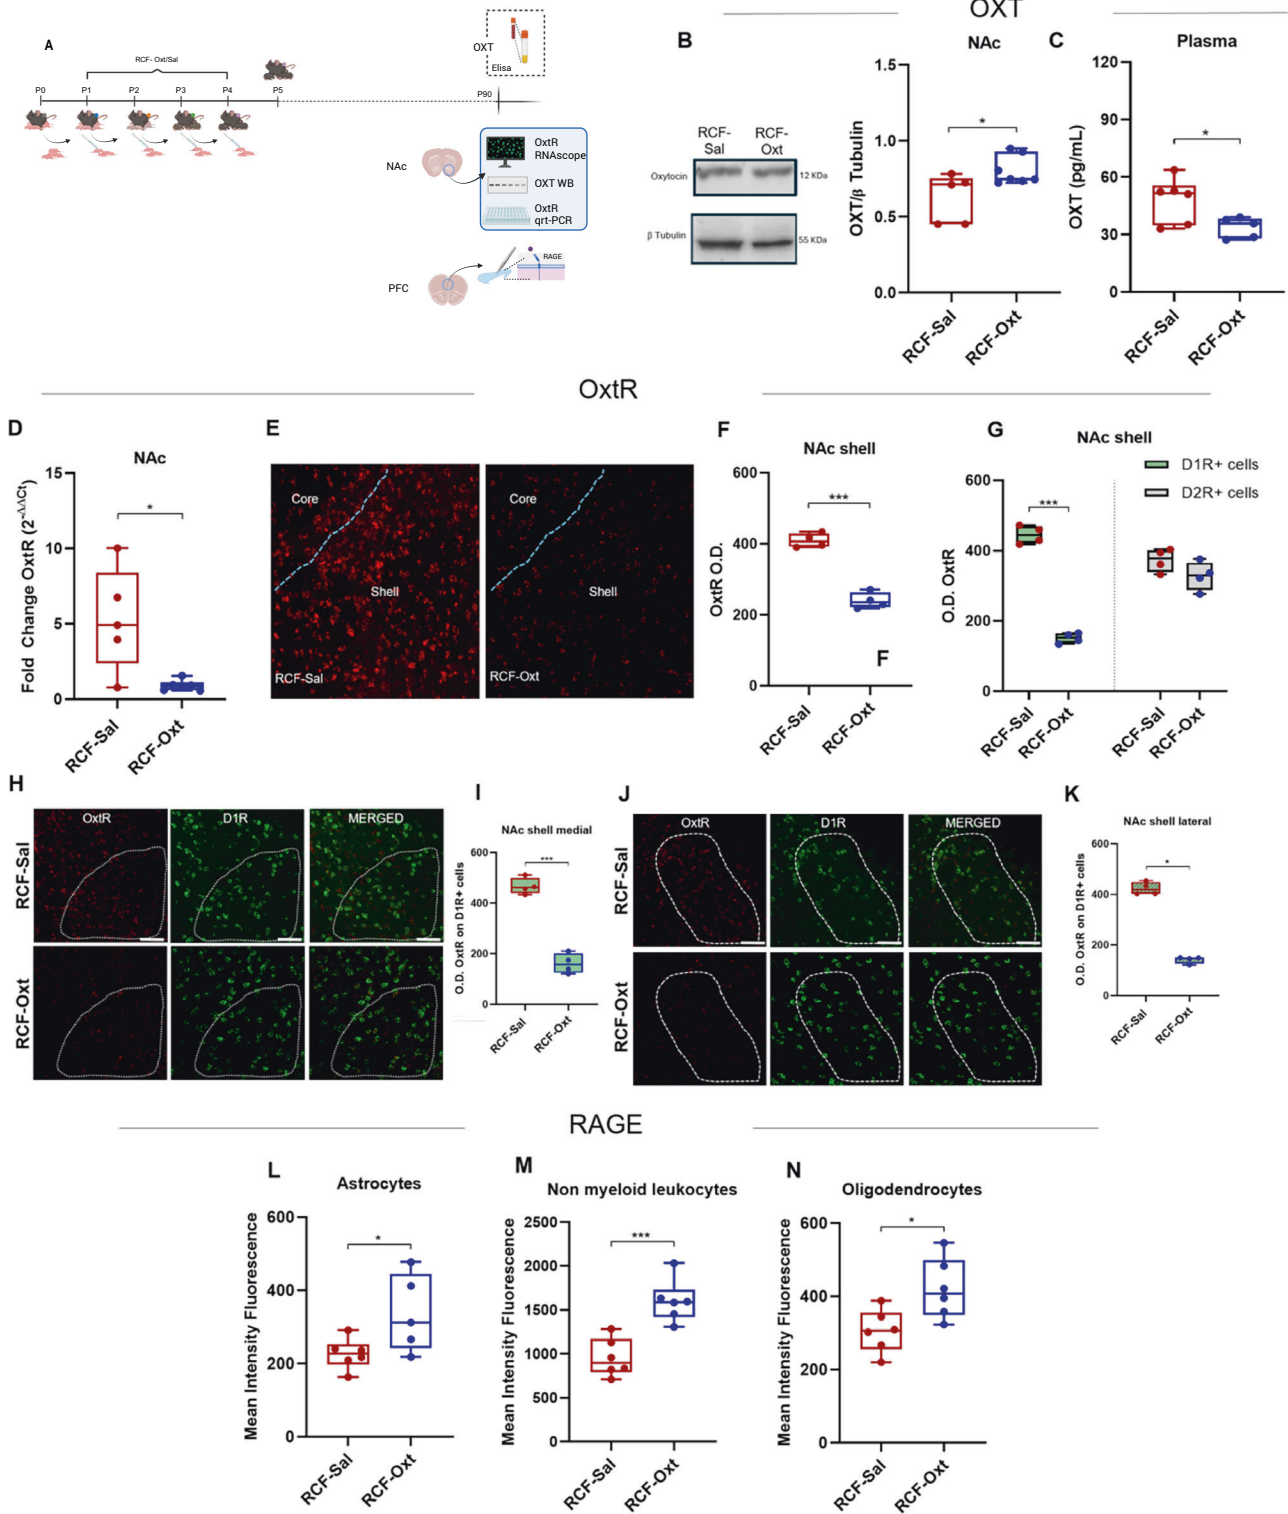 OXT
A
RCF- Oxt/Sal
P0
P1
P2
P3
P4
P5
P90
OXT
Elisa
NAc
OxtR
RNAscope
OXT WB
OxtR
qrt-PCR
PFC
RAGE
B
RCF-
Sal
RCF-
Oxt
Oxytocin
12 KDa
β Tubulin
55 KDa
NAc
OXT/β Tubulin
1.5
1.0
0.5
0.0
*
RCF-Sal
RCF-Oxt
C
Plasma
OXT (pg/mL)
120
90
60
30
0
*
RCF-Sal
RCF-Oxt
OxtR
D
NAc
Fold Change OxtR (2^-ΔΔCt)
15
10
5
0
*
RCF-Sal
RCF-Oxt
E
Core
Shell
RCF-Sal
Core
Shell
RCF-Oxt
F
NAc shell
OxtR O.D.
600
400
200
0
***
F
RCF-Sal
RCF-Oxt
G
NAc shell
D1R+ cells
D2R+ cells
O.D. OxtR
600
400
200
0
***
RCF-Sal
RCF-Oxt
RCF-Sal
RCF-Oxt
H
OxtR
D1R
MERGED
RCF-Sal
RCF-Oxt
I
NAc shell medial
O.D. OxtR on D1R+ cells
600
400
200
0
***
RCF-Sal
RCF-Oxt
J
OxtR
D1R
MERGED
RCF-Sal
RCF-Oxt
K
NAc shell lateral
O.D. OxtR on D1R+ cells
600
400
200
0
*
RCF-Sal
RCF-Oxt
RAGE
L
Astrocytes
Mean Intensity Fluorescence
600
400
200
0
*
RCF-Sal
RCF-Oxt
M
Non myeloid leukocytes
Mean Intensity Fluorescence
2500
2000
1500
1000
500
0
***
RCF-Sal
RCF-Oxt
N
Oligodendrocytes
Mean Intensity Fluorescence
600
400
200
0
*
RCF-Sal
RCF-Oxt